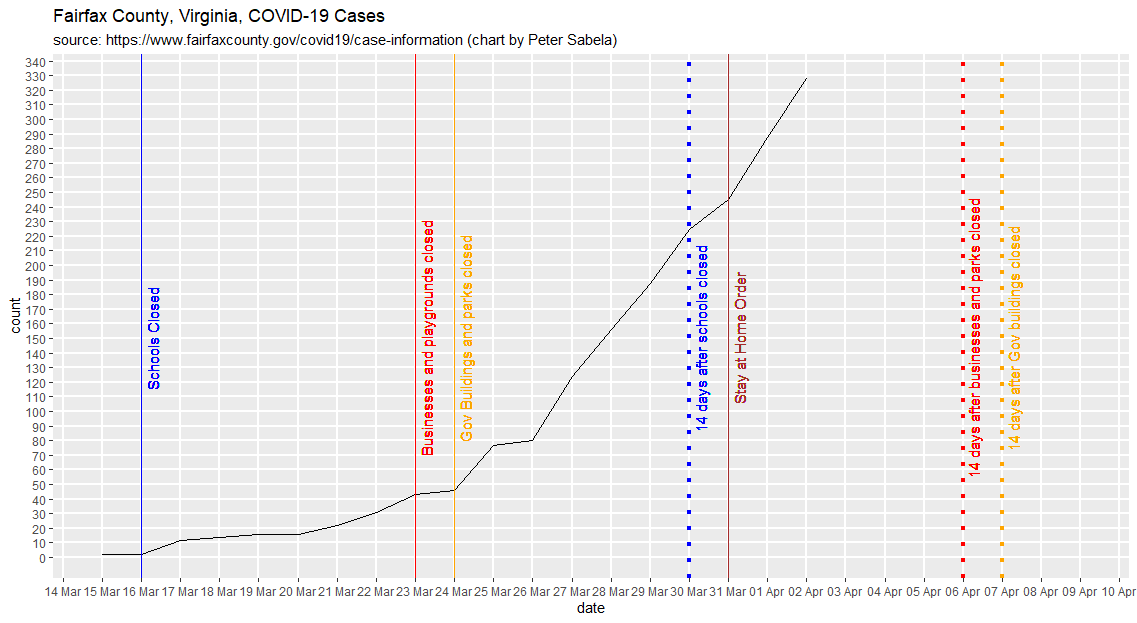 Fairfax County, Virginia, COVID-19 Cases
source: https://www.fairfaxcounty.gov/covid19/case-information (chart by Peter Sabela)
count
340
330
320
310
300
290
280
270
260
250
240
230
220
210
200
190
180
170
160
150
140
130
120
110
100
90
80
70
60
50
40
30
20
10
0
Schools Closed
Businesses and playgrounds closed
Gov Buildings and parks closed
14 days after schools closed
Stay at Home Order
14 days after businesses and parks closed
14 days after Gov buildings closed
14 Mar 15 Mar 16 Mar 17 Mar 18 Mar 19 Mar 20 Mar 21 Mar 22 Mar 23 Mar 24 Mar 25 Mar 26 Mar 27 Mar 28 Mar 29 Mar 30 Mar 31 Mar 01 Apr 02 Apr 03 Apr 04 Apr 05 Apr 06 Apr 07 Apr 08 Apr 09 Apr 10 Apr
date